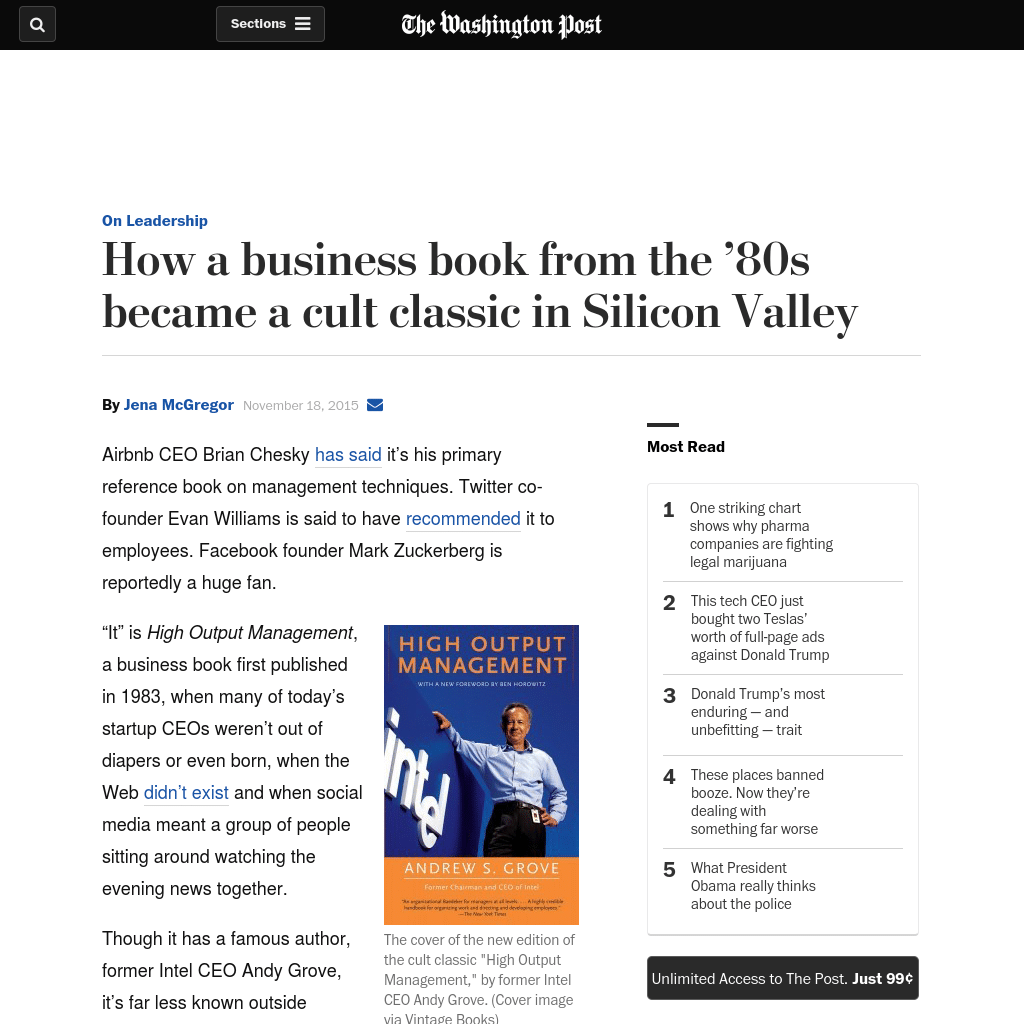 Sections
The Washington Post
On Leadership
How a business book from the ’80s
became a cult classic in Silicon Valley
By Jena McGregor November 18, 2015
Airbnb CEO Brian Chesky has said it’s his primary
reference book on management techniques. Twitter co-
founder Evan Williams is said to have recommended it to
employees. Facebook founder Mark Zuckerberg is
reportedly a huge fan.
“It” is High Output Management,
a business book first published
in 1983, when many of today’s
startup CEOs weren’t out of
diapers or even born, when the
Web didn’t exist and when social
media meant a group of people
sitting around watching the
evening news together.
Though it has a famous author,
former Intel CEO Andy Grove,
it’s far less known outside
HIGH OUTPUT
MANAGEMENT
WITH A NEW FOREWORD BY BEN HOROWITZ
intel
ANDREW S. GROVE
Former Chairman and CEO of Intel
"An organizational Baedeker for managers at all levels. . . . A highly credible
handbook for organizing work and directing and developing employees."
—The New York Times
The cover of the new edition of
the cult classic "High Output
Management," by former Intel
CEO Andy Grove. (Cover image
via Vintage Books)
Most Read
1 One striking chart
shows why pharma
companies are fighting
legal marijuana
2 This tech CEO just
bought two Teslas’
worth of full-page ads
against Donald Trump
3 Donald Trump’s most
enduring — and
unbefitting — trait
4 These places banned
booze. Now they’re
dealing with
something far worse
5 What President
Obama really thinks
about the police
Unlimited Access to The Post. Just 99¢